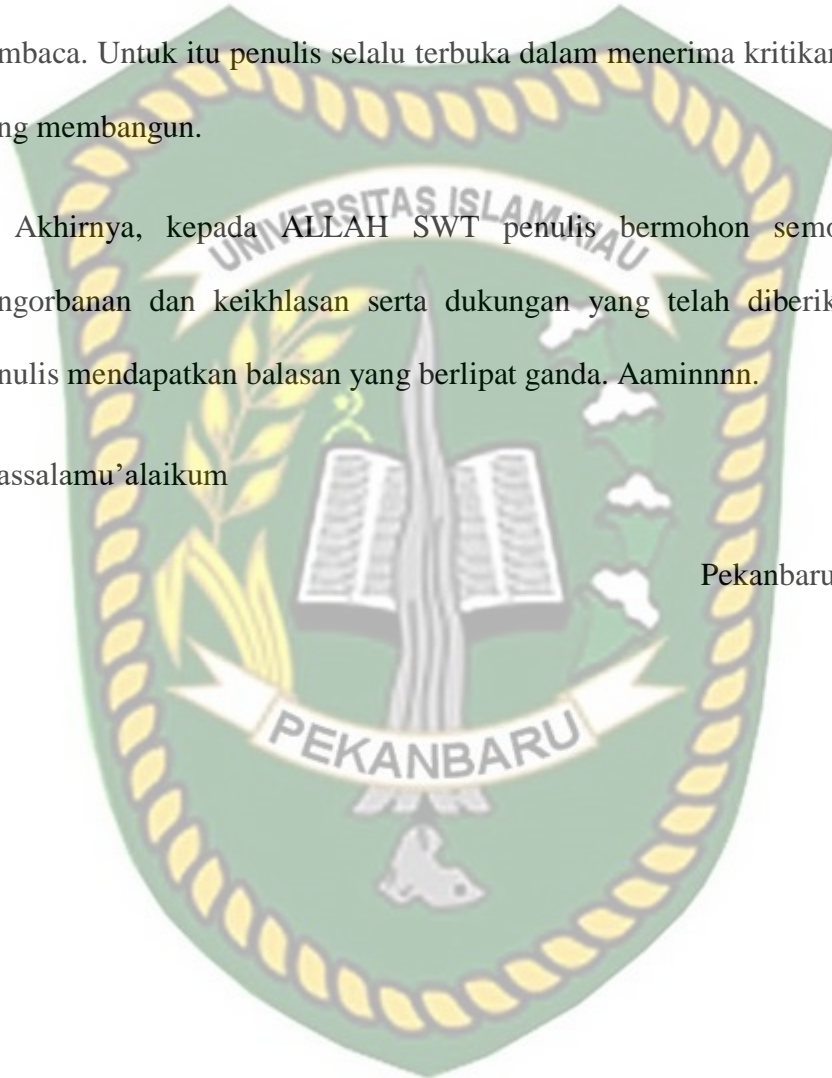 mbaca. Untuk itu penulis selalu terbuka dalam menerima kritikan
ng membangun.
UNIVERSITAS ISLAM RIAU
Akhirnya, kepada ALLAH SWT penulis bermohon semo
ngorbanan dan keikhlasan serta dukungan yang telah diberik
nulis mendapatkan balasan yang berlipat ganda. Aaminnnn.
assalamu’alaikum
Pekanbaru
PEKANBARU